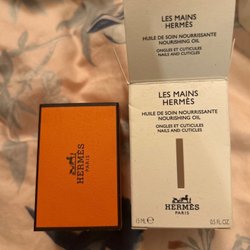 LES MAINS
HERMÈS
HUILE DE SOIN NOURRISSANTE
NOURISHING OIL
ONGLES ET CUTICULES
NAILS AND CUTICLES
LES MAINS
HERMÈS
HUILE DE SOIN NOURRISSANTE
NOURISHING OIL
ONGLES ET CUTICULES
NAILS AND CUTICLES
15 ML ℮
HERMÈS
PARIS
0.5 FL.OZ.
HERMÈS
PARIS